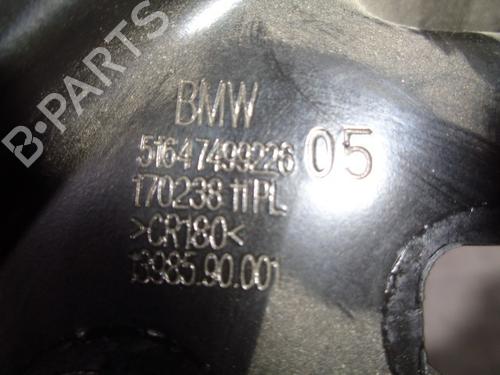 B-PARTS
BMW
51647499226 05
170238 11PL
>CR180<
13985.90.001